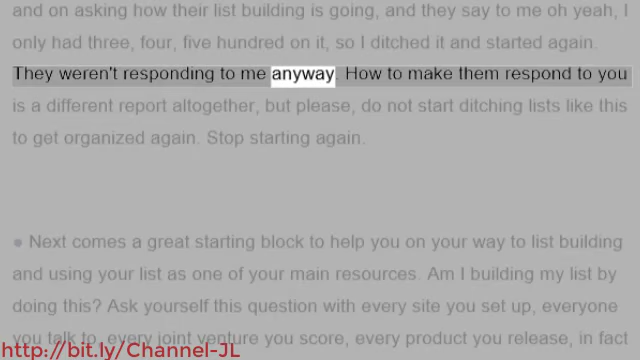 and on asking how their list building is going, and they say to me oh yeah, I
only had three, four, five hundred on it, so I ditched it and started again.
They weren't responding to me anyway. How to make them respond to you
is a different report altogether, but please, do not start ditching lists like this
to get organized again. Stop starting again.
● Next comes a great starting block to help you on your way to list building
and using your list as one of your main resources. Am I building my list by
doing this? Ask yourself this question with every site you set up, everyone
you talk to, every joint venture you score, every product you release, in fact
http://bit.ly/Channel-JL